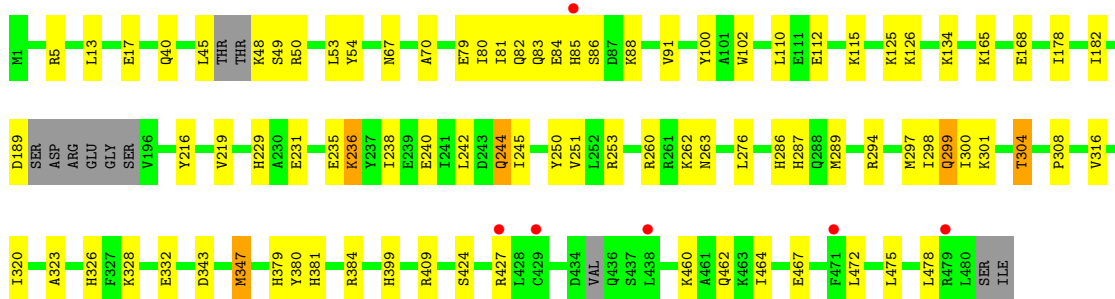 M1 R5 L13 E17 Q40 L45 THR THR K48 S49 R50 L53 Y54 N67 A70 E79 I80 I81 Q82 Q83 E84 H85 S86 D87 K88 V91 Y100 A101 W102 L110 E111 E112 K115 K125 K126 K134 K165 E168 I178 I182
D189 SER ASP ARG GLU GLY SER V196 Y216 V219 H229 A230 E231 E235 K236 Y237 I238 E239 E240 I241 L242 D243 Q244 I245 Y250 V251 L252 R253 R260 R261 K262 N263 L276 H286 H287 Q288 M289 R294 M297 I298 Q299 I300 K301 T304 P308 V316
I320 A323 H326 F327 K328 E332 D343 M347 H379 Y380 H381 R384 H399 R409 S424 R427 L428 C429 D434 VAL Q436 S437 L438 K460 A461 Q462 K463 I464 E467 F471 L472 L475 L478 R479 L480 SER ILE